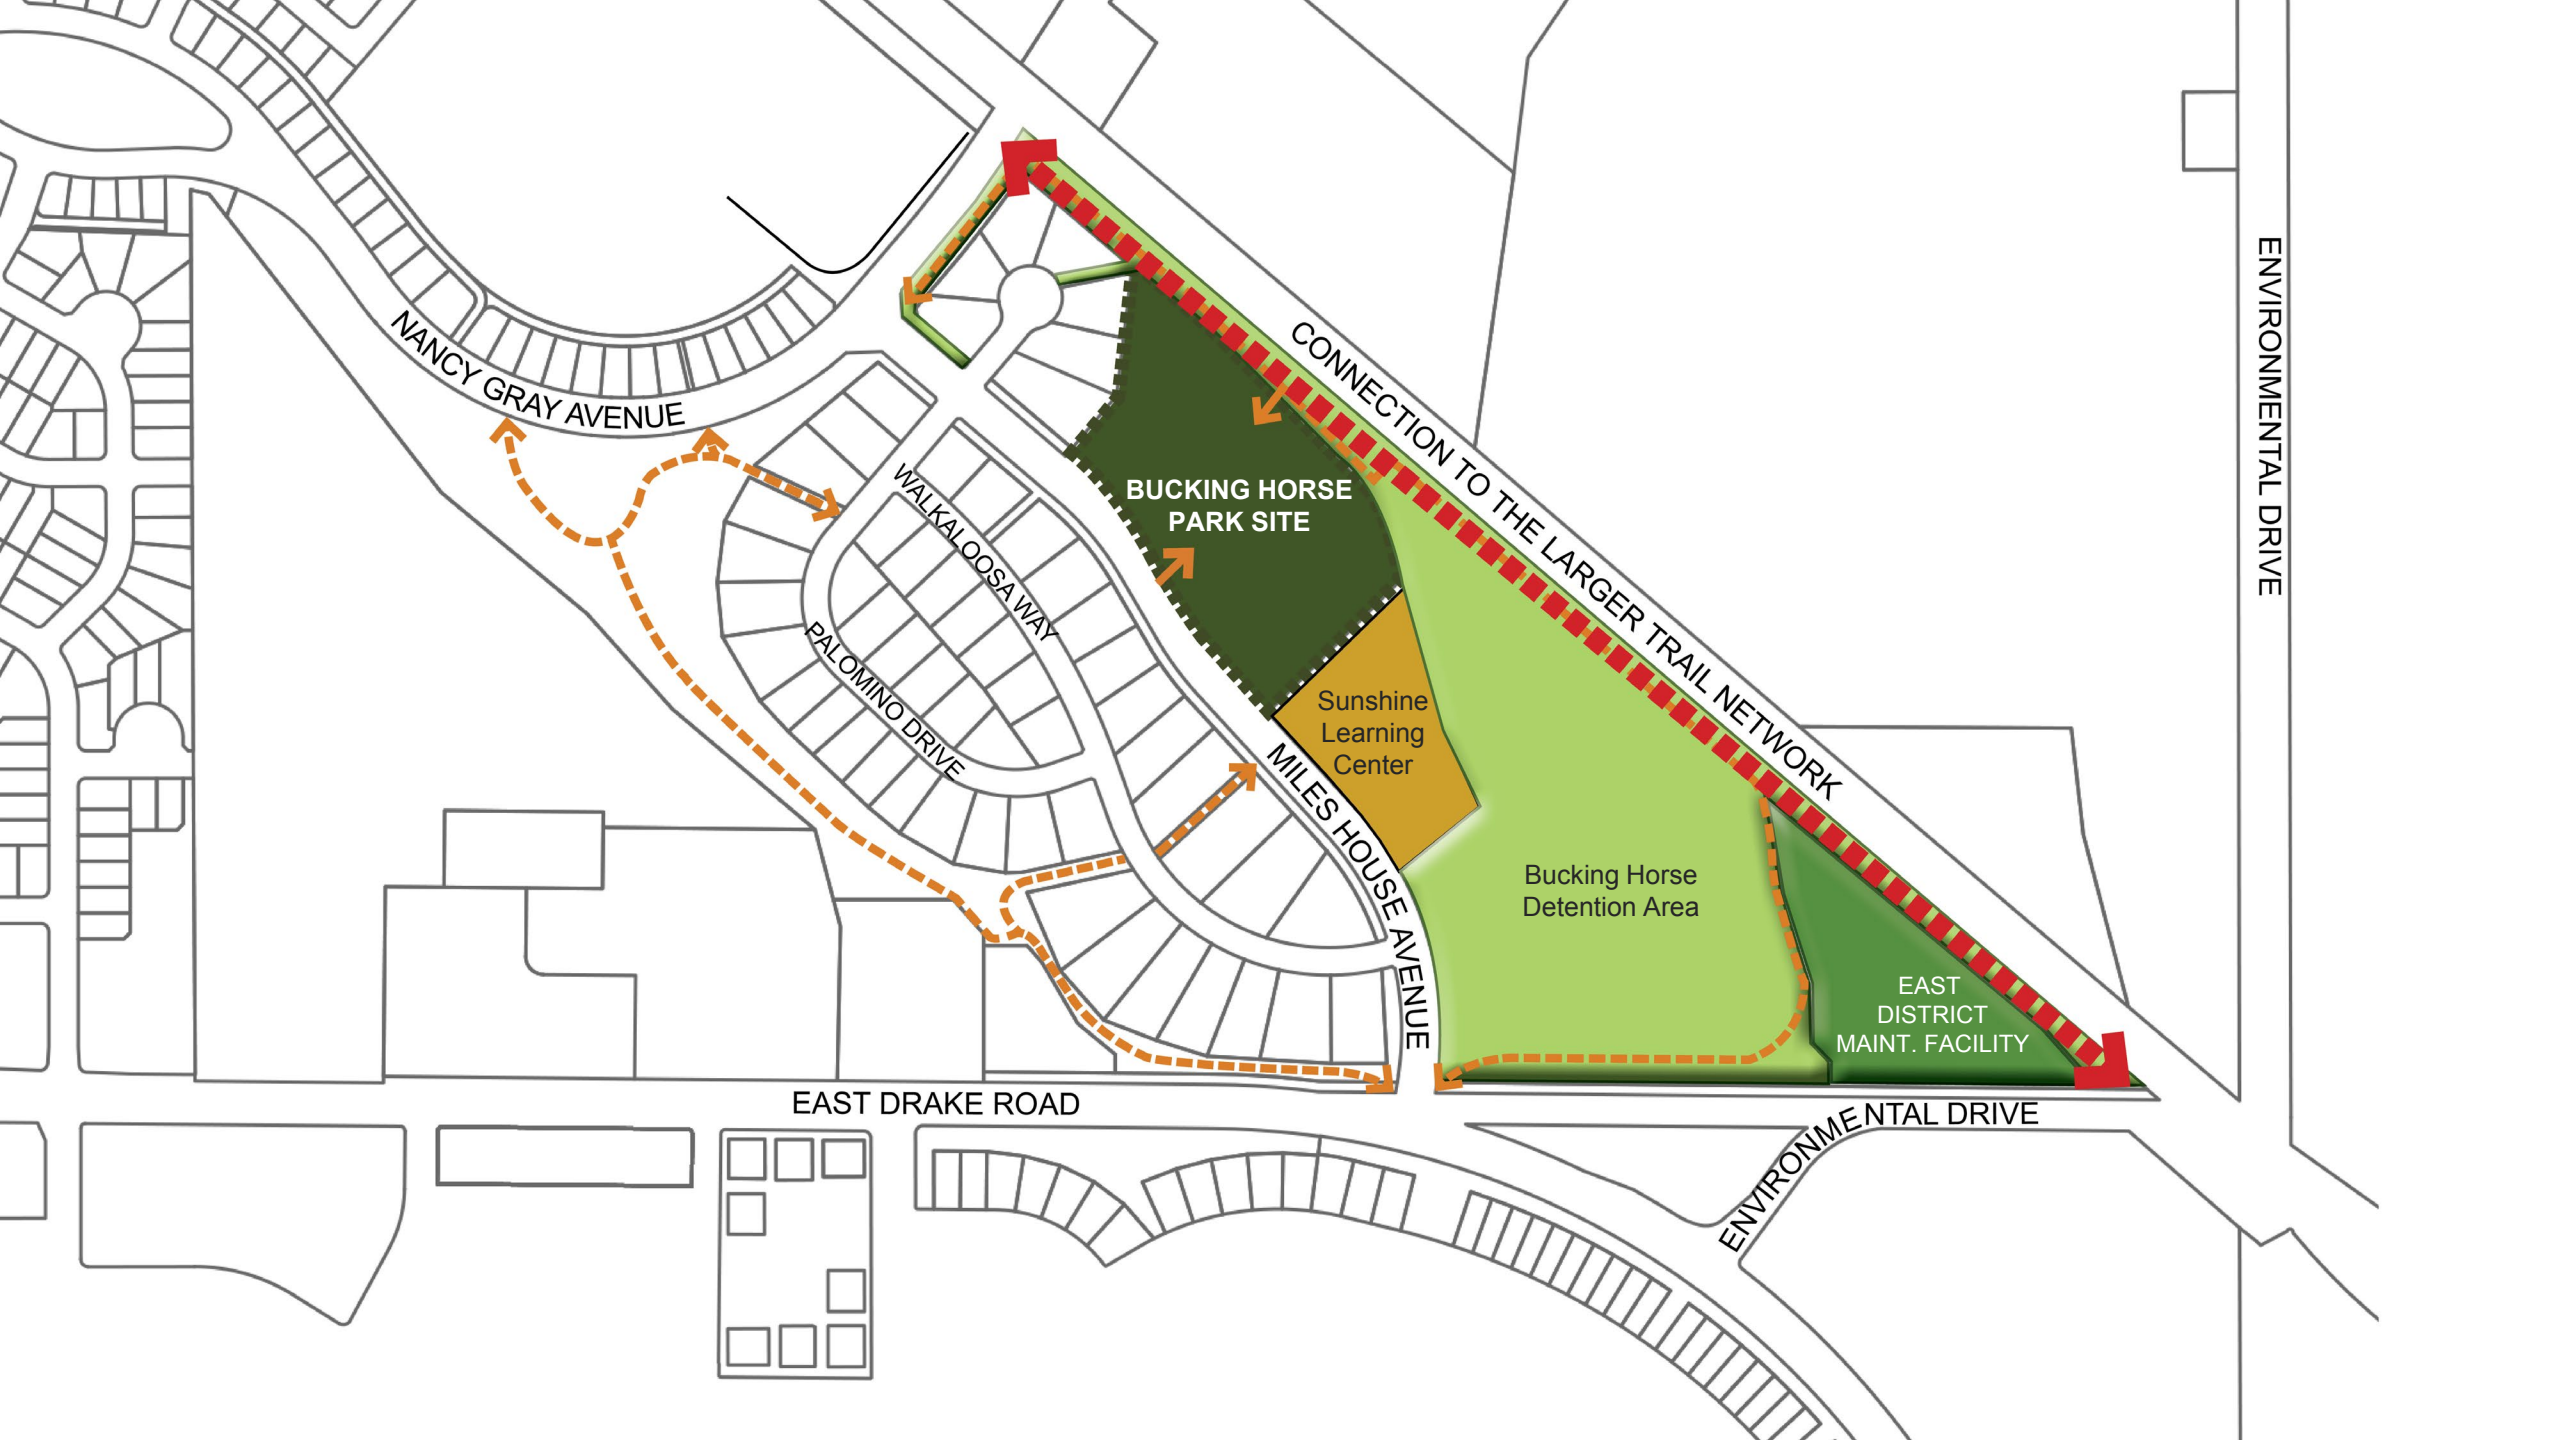 ENVIRONMENTAL DRIVE
CONNECTION TO THE LARGER TRAIL NETWORK
NANCY GRAY AVENUE
WALKALOOSA WAY
BUCKING HORSE
PARK SITE
PALOMINO DRIVE
Sunshine
Learning
Center
MILES HOUSE AVENUE
Bucking Horse
Detention Area
EAST
DISTRICT
MAINT. FACILITY
EAST DRAKE ROAD
ENVIRONMENTAL DRIVE